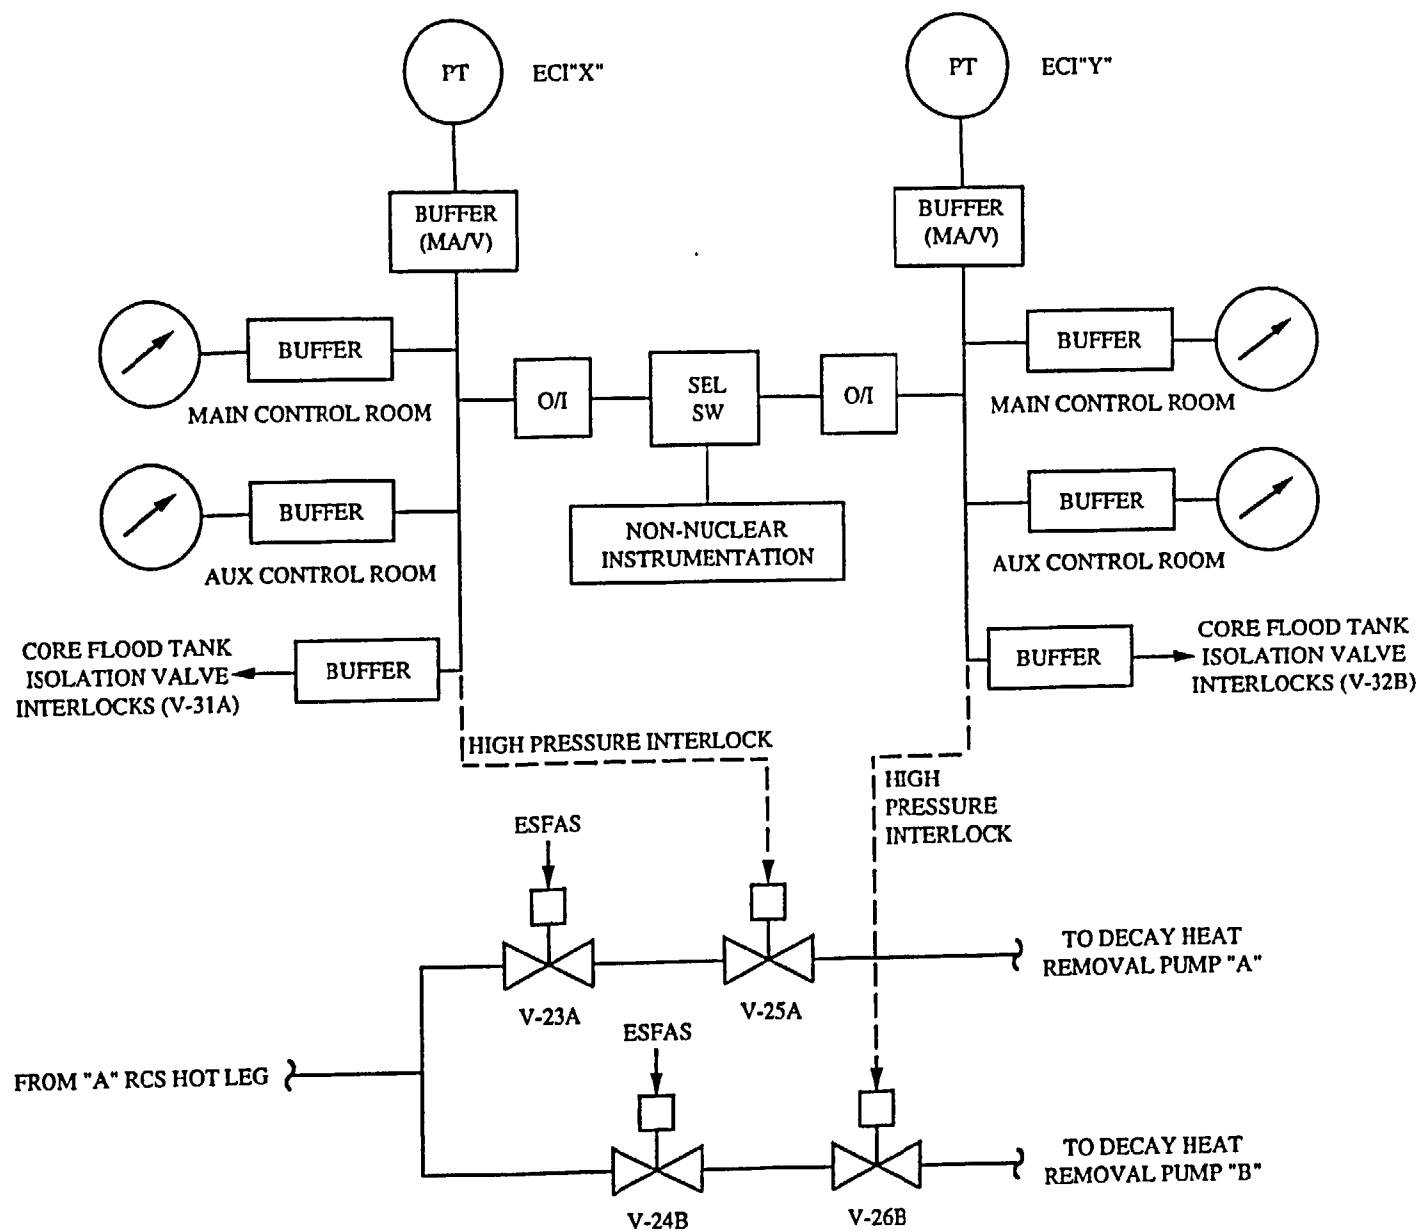 PT
ECI"X"
PT
ECI"Y"
BUFFER
(MA/V)
BUFFER
(MA/V)
BUFFER
MAIN CONTROL ROOM
O/I
SEL
SW
O/I
BUFFER
MAIN CONTROL ROOM
BUFFER
AUX CONTROL ROOM
NON-NUCLEAR
INSTRUMENTATION
BUFFER
AUX CONTROL ROOM
CORE FLOOD TANK
ISOLATION VALVE
INTERLOCKS (V-31A)
BUFFER
BUFFER
CORE FLOOD TANK
ISOLATION VALVE
INTERLOCKS (V-32B)
HIGH PRESSURE INTERLOCK
HIGH
PRESSURE
INTERLOCK
ESFAS
V-23A
V-25A
TO DECAY HEAT
REMOVAL PUMP "A"
ESFAS
FROM "A" RCS HOT LEG
V-24B
V-26B
TO DECAY HEAT
REMOVAL PUMP "B"